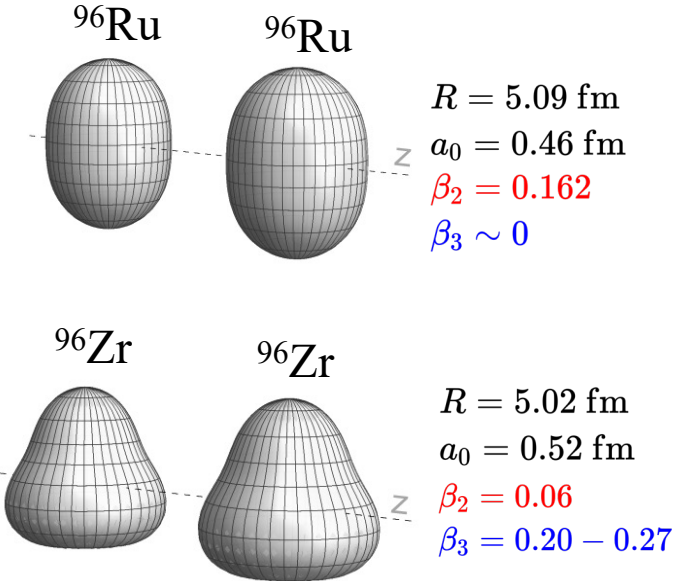 ⁹⁶Ru
⁹⁶Ru
R = 5.09 fm
a₀ = 0.46 fm
β₂ = 0.162
β₃ ∼ 0
z
⁹⁶Zr
⁹⁶Zr
R = 5.02 fm
a₀ = 0.52 fm
β₂ = 0.06
β₃ = 0.20 − 0.27
z